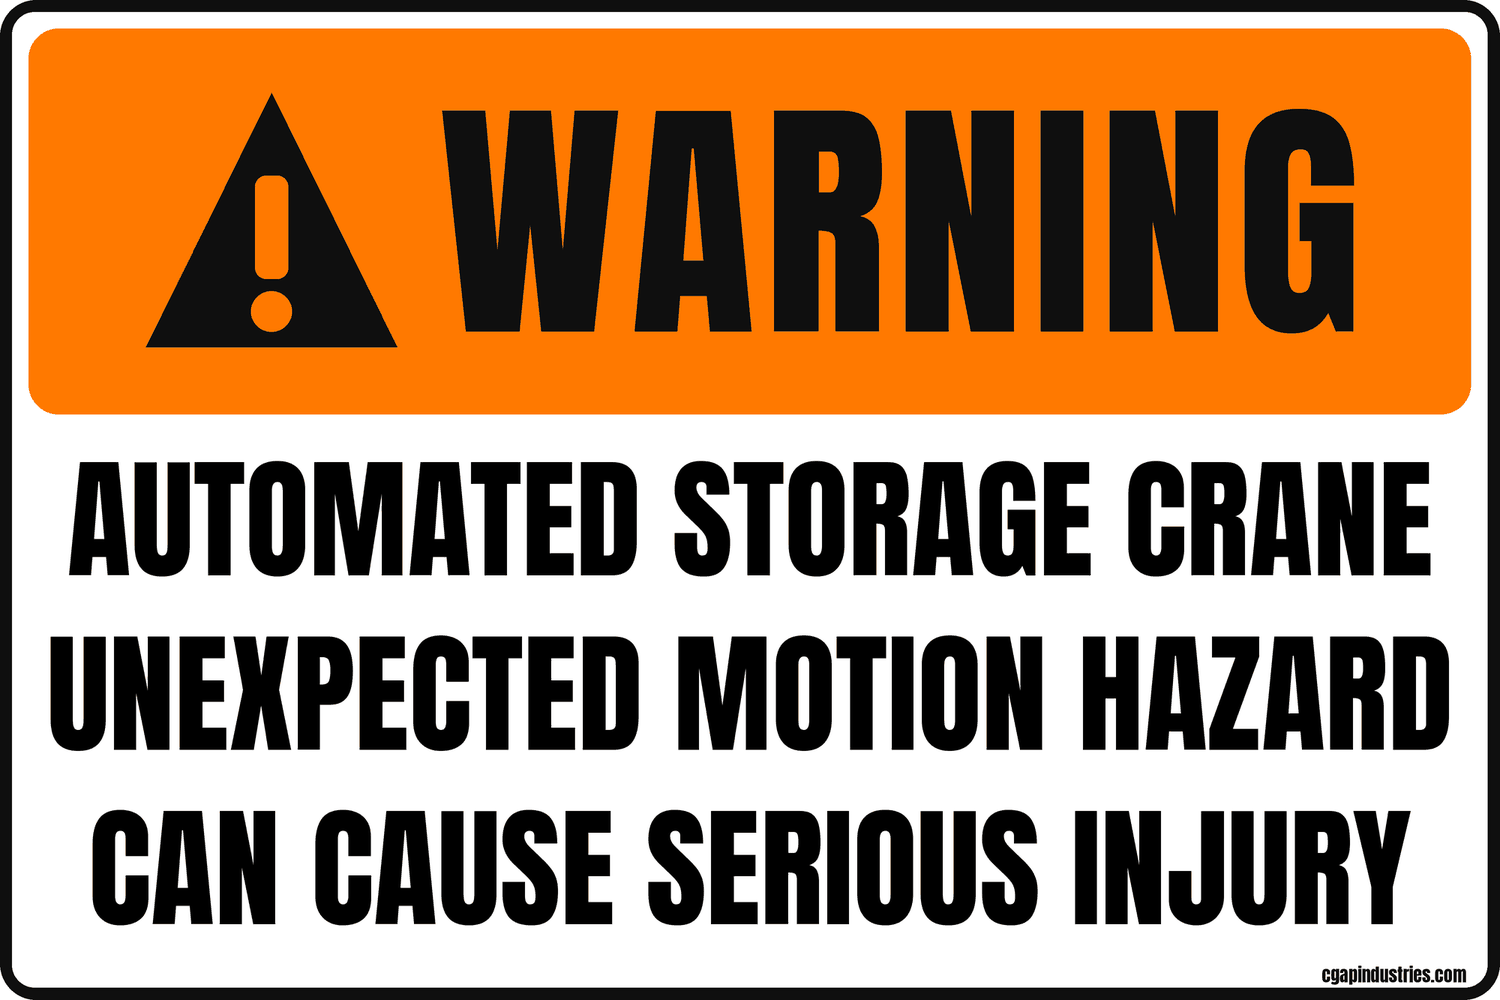 WARNING
AUTOMATED STORAGE CRANE
UNEXPECTED MOTION HAZARD
CAN CAUSE SERIOUS INJURY
cgapindustries.com